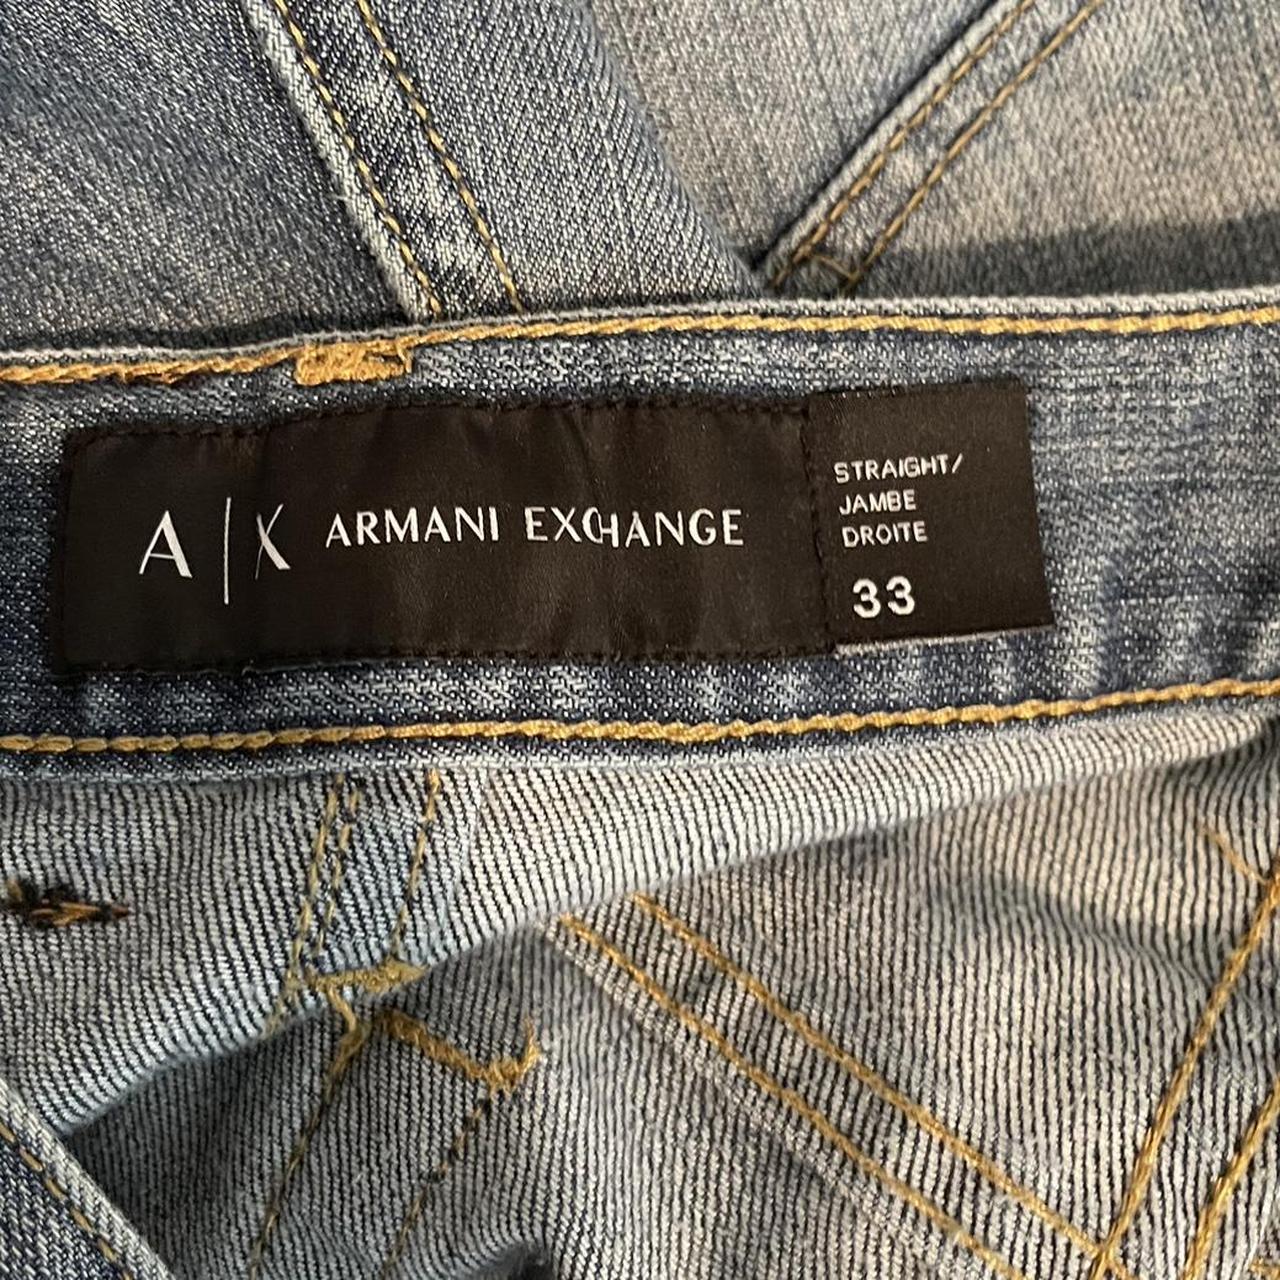 A|X ARMANI EXCHANGE
STRAIGHT/
JAMBE
DROITE
33